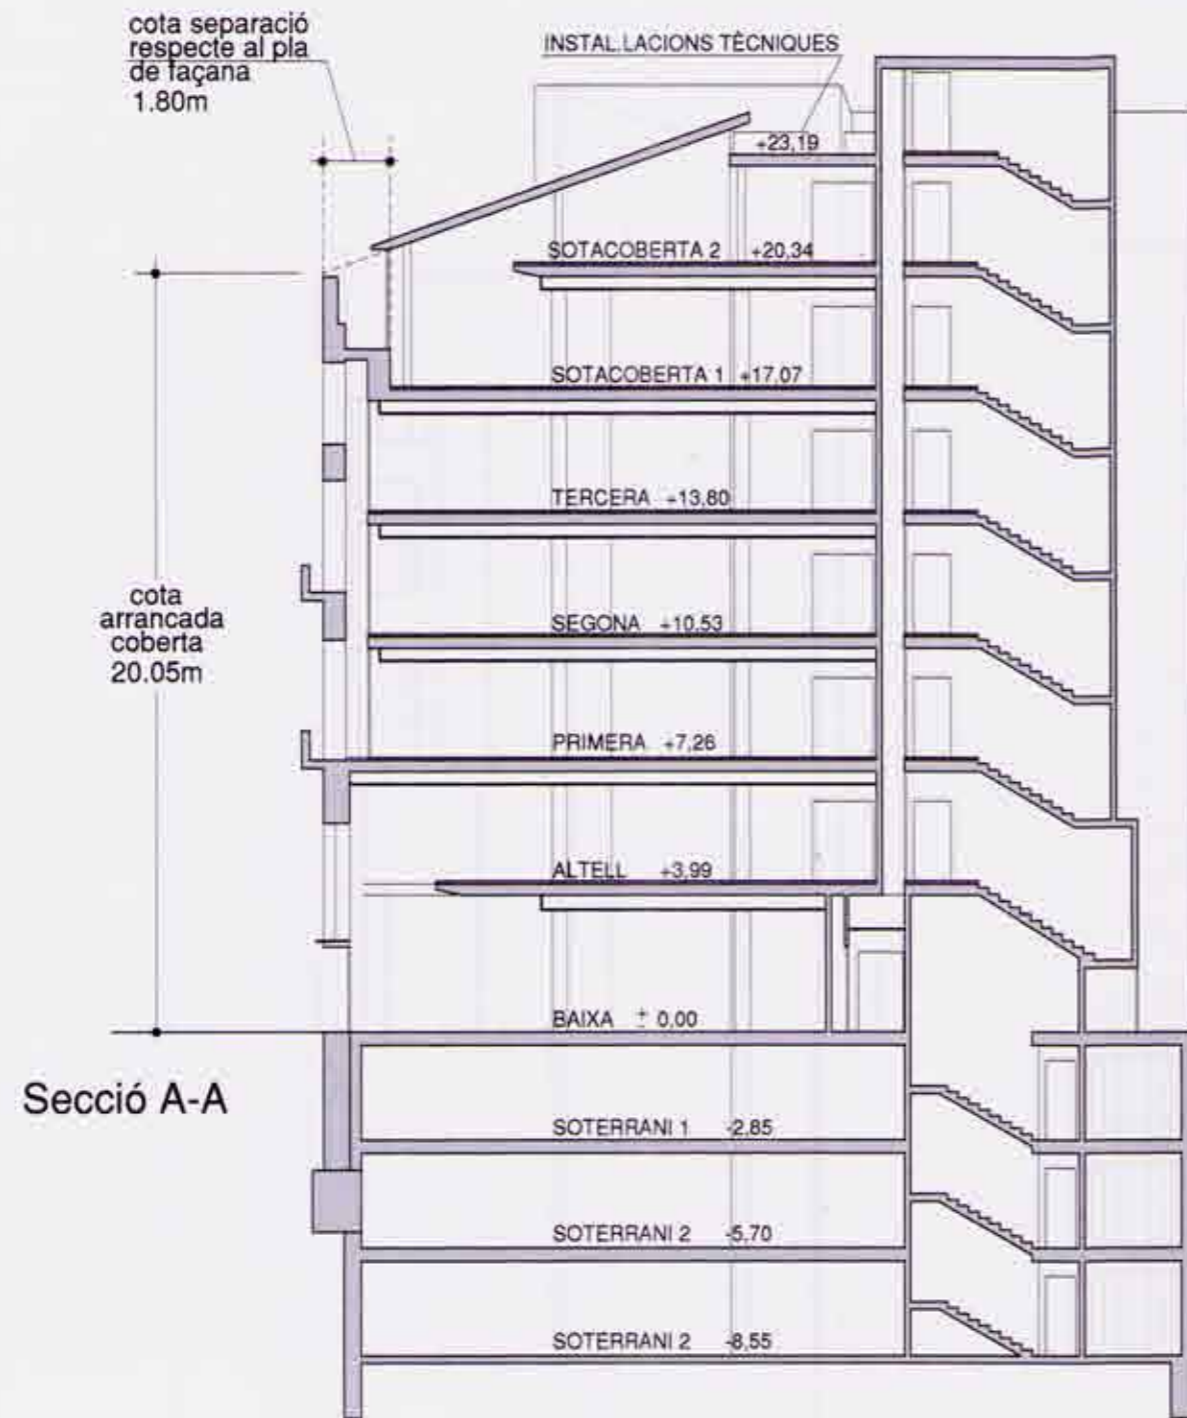 cota separació
respecte al pla
de façana
1.80m
INSTAL.LACIONS TÈCNIQUES
+23,19
SOTACOBERTA 2 +20,34
SOTACOBERTA 1 +17,07
TERCERA +13,80
cota
arrancada
coberta
20.05m
SEGONA +10,53
PRIMERA +7,26
ALTELL +3,99
BAIXA ± 0,00
Secció A-A
SOTERRANI 1 -2,85
SOTERRANI 2 -5,70
SOTERRANI 2 -8,55